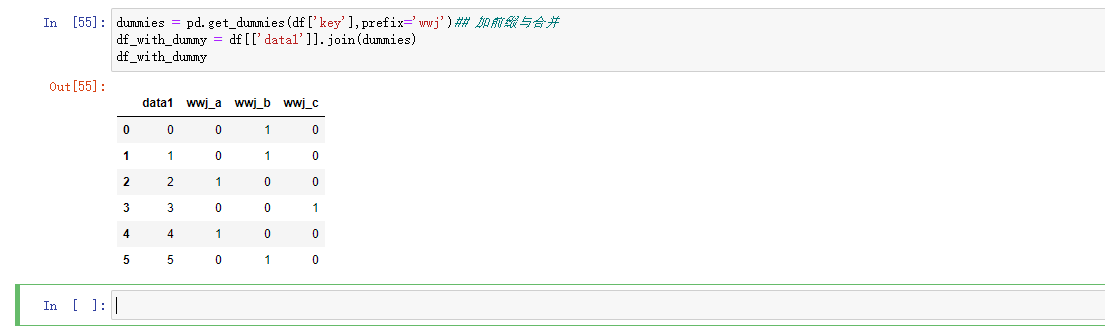 In [55]: dummies = pd.get_dummies(df['key'],prefix='wwj')## 加前缀与合并
df_with_dummy = df[['data1']].join(dummies)
df_with_dummy
Out[55]:
data1 wwj_a wwj_b wwj_c
0 0 0 1 0
1 1 0 1 0
2 2 1 0 0
3 3 0 0 1
4 4 1 0 0
5 5 0 1 0
In [ ]: